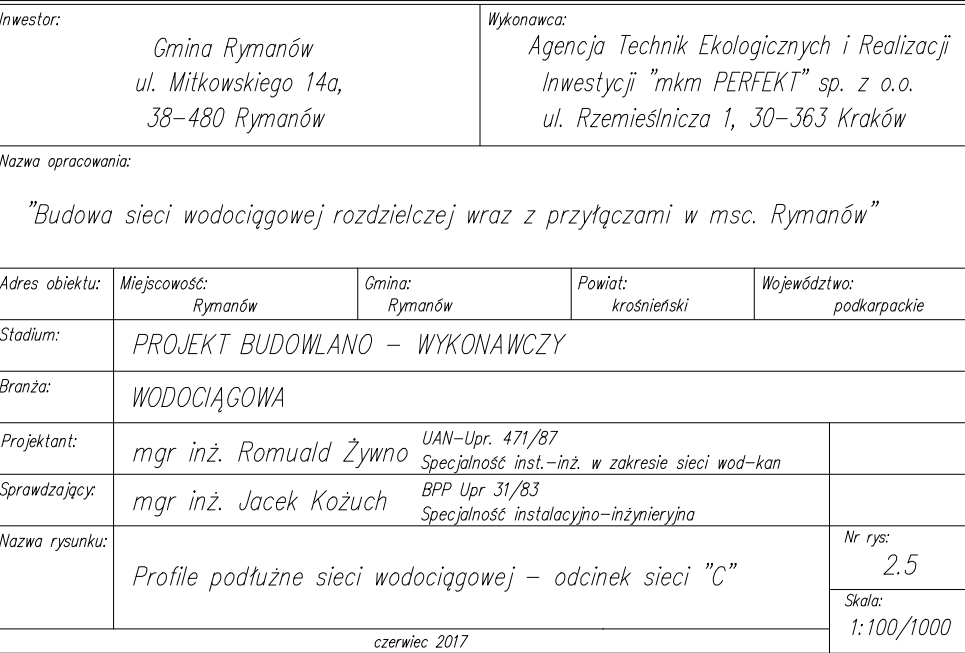 Inwestor:
Gmina Rymanów
ul. Mitkowskiego 14a,
38-480 Rymanów
Wykonawca:
Agencja Technik Ekologicznych i Realizacji
Inwestycji "mkm PERFEKT" sp. z o.o.
ul. Rzemieślnicza 1, 30-363 Kraków
Nazwa opracowania:
"Budowa sieci wodociągowej rozdzielczej wraz z przyłączami w msc. Rymanów"
Adres obiektu:
Miejscowość:
Rymanów
Gmina:
Rymanów
Powiat:
krośnieński
Województwo:
podkarpackie
Stadium:
PROJEKT BUDOWLANO - WYKONAWCZY
Branża:
WODOCIĄGOWA
Projektant:
mgr inż. Romuald Żywno
UAN-Upr. 471/87
Specjalność inst.-inż. w zakresie sieci wod-kan
Sprawdzający:
mgr inż. Jacek Kożuch
BPP Upr 31/83
Specjalność instalacyjno-inżynieryjna
Nazwa rysunku:
Profile podłużne sieci wodociągowej - odcinek sieci "C"
Nr rys:
2.5
Skala:
1:100/1000
czerwiec 2017